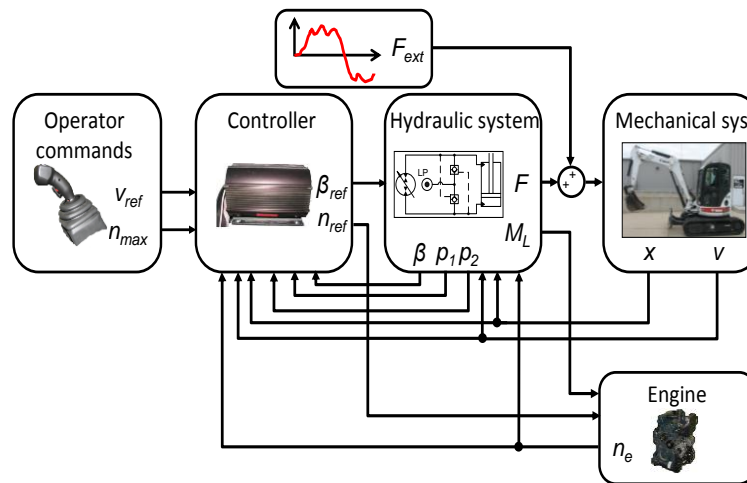 F_ext
Operator commands
v_ref
n_max
Controller
β_ref
n_ref
Hydraulic system
LP
F
M_L
β p_1 p_2
Mechanical sys
+
+
x v
Engine
n_e